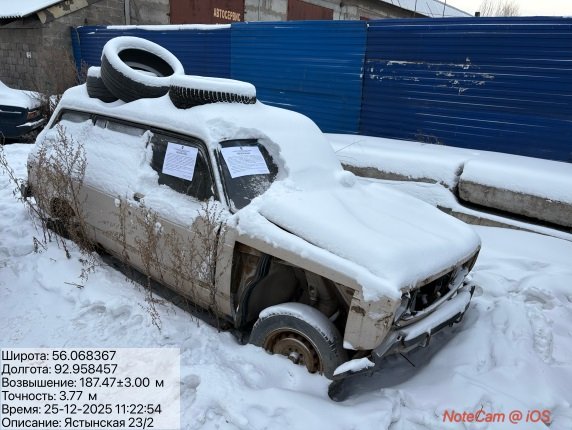 АВТОСЕРВИС
Широта: 56.068367
Долгота: 92.958457
Возвышение: 187.47±3.00 м
Точность: 3.77 м
Время: 25-12-2025 11:22:54
Описание: Ястынская 23/2
NoteCam @ iOS